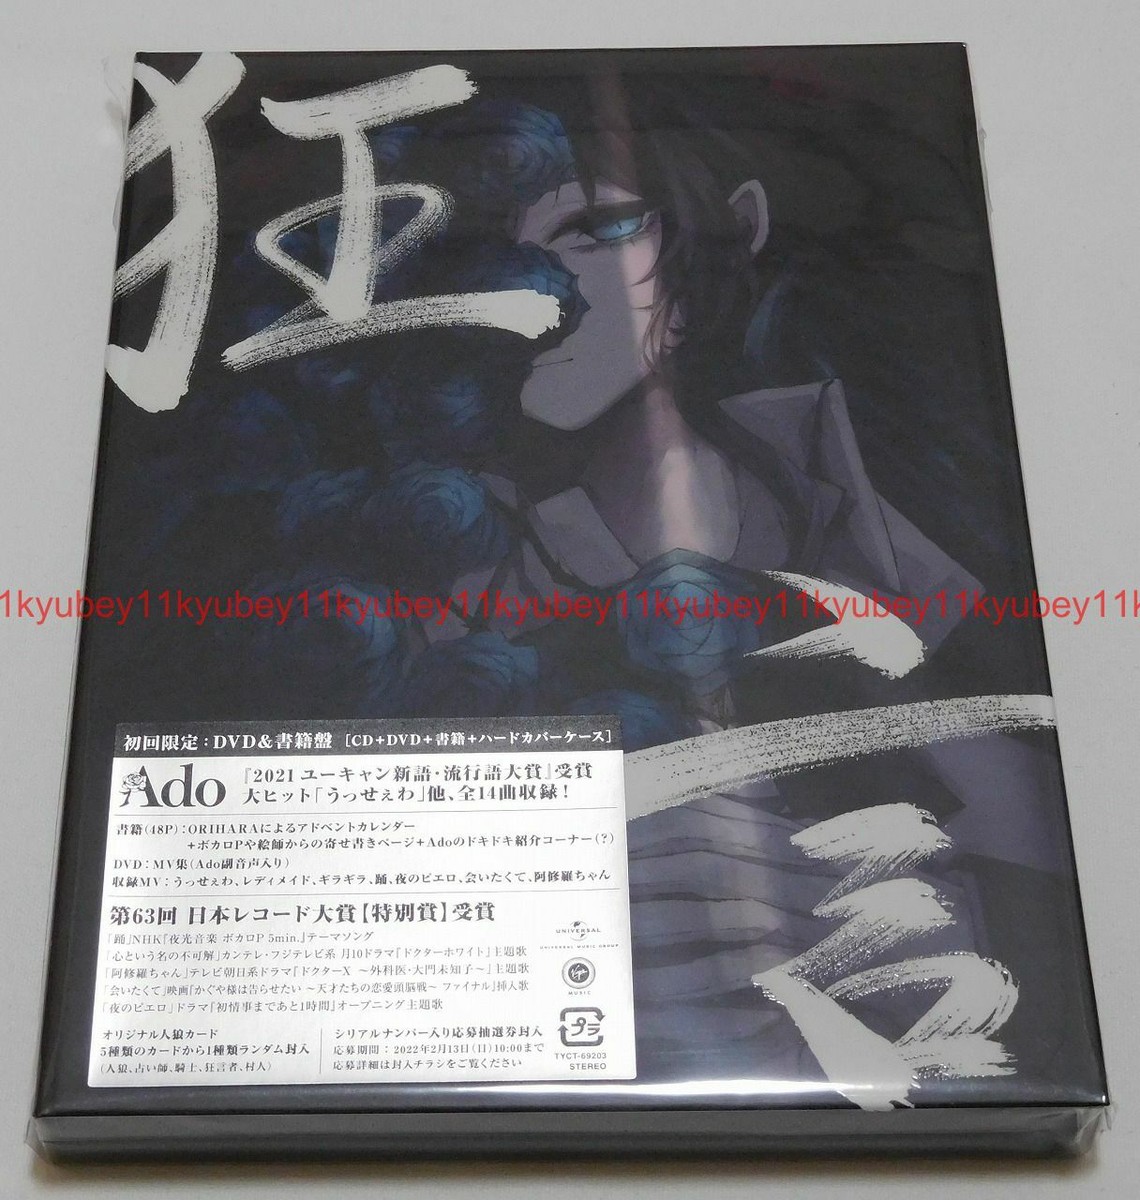 狂言
1kyubey11kyubey11kyubey11kyubey11kyubey11kyubey11kyubey11k
初回限定:DVD&書籍盤 [CD+DVD+書籍+ハードカバーケース]
Ado
『2021 ユーキャン新語・流行語大賞』受賞
大ヒット「うっせぇわ」他、全14曲収録!
書籍(48P):ORIHARAによるアドベントカレンダー
+ボカロPや絵師からの寄せ書きページ+Adoのドキドキ紹介コーナー(?)
DVD:MV集(Ado副音声入り)
収録MV:うっせぇわ、レディメイド、ギラギラ、踊、夜のピエロ、会いたくて、阿修羅ちゃん
第63回 日本レコード大賞【特別賞】受賞
「踊」NHK『夜光音楽 ボカロP 5min.』テーマソング
「心という名の不可解」カンテレ・フジテレビ系 月10ドラマ『ドクターホワイト』主題歌
「阿修羅ちゃん」テレビ朝日系ドラマ『ドクターX ～外科医・大門未知子～』主題歌
「会いたくて」映画『かぐや様は告らせたい ～天才たちの恋愛頭脳戦～ ファイナル』挿入歌
「夜のピエロ」ドラマ『初情事まであと1時間』オープニング主題歌
オリジナル人狼カード
5種類のカードから1種類ランダム封入
(人狼、占い師、騎士、狂言者、村人)
シリアルナンバー入り応募抽選券封入
応募期間:2022年2月13日(日)10:00まで
応募詳細は封入チラシをご覧ください
UNIVERSAL
UNIVERSAL MUSIC GROUP
Virgin
MUSIC
プラ
TYCT-69203
STEREO